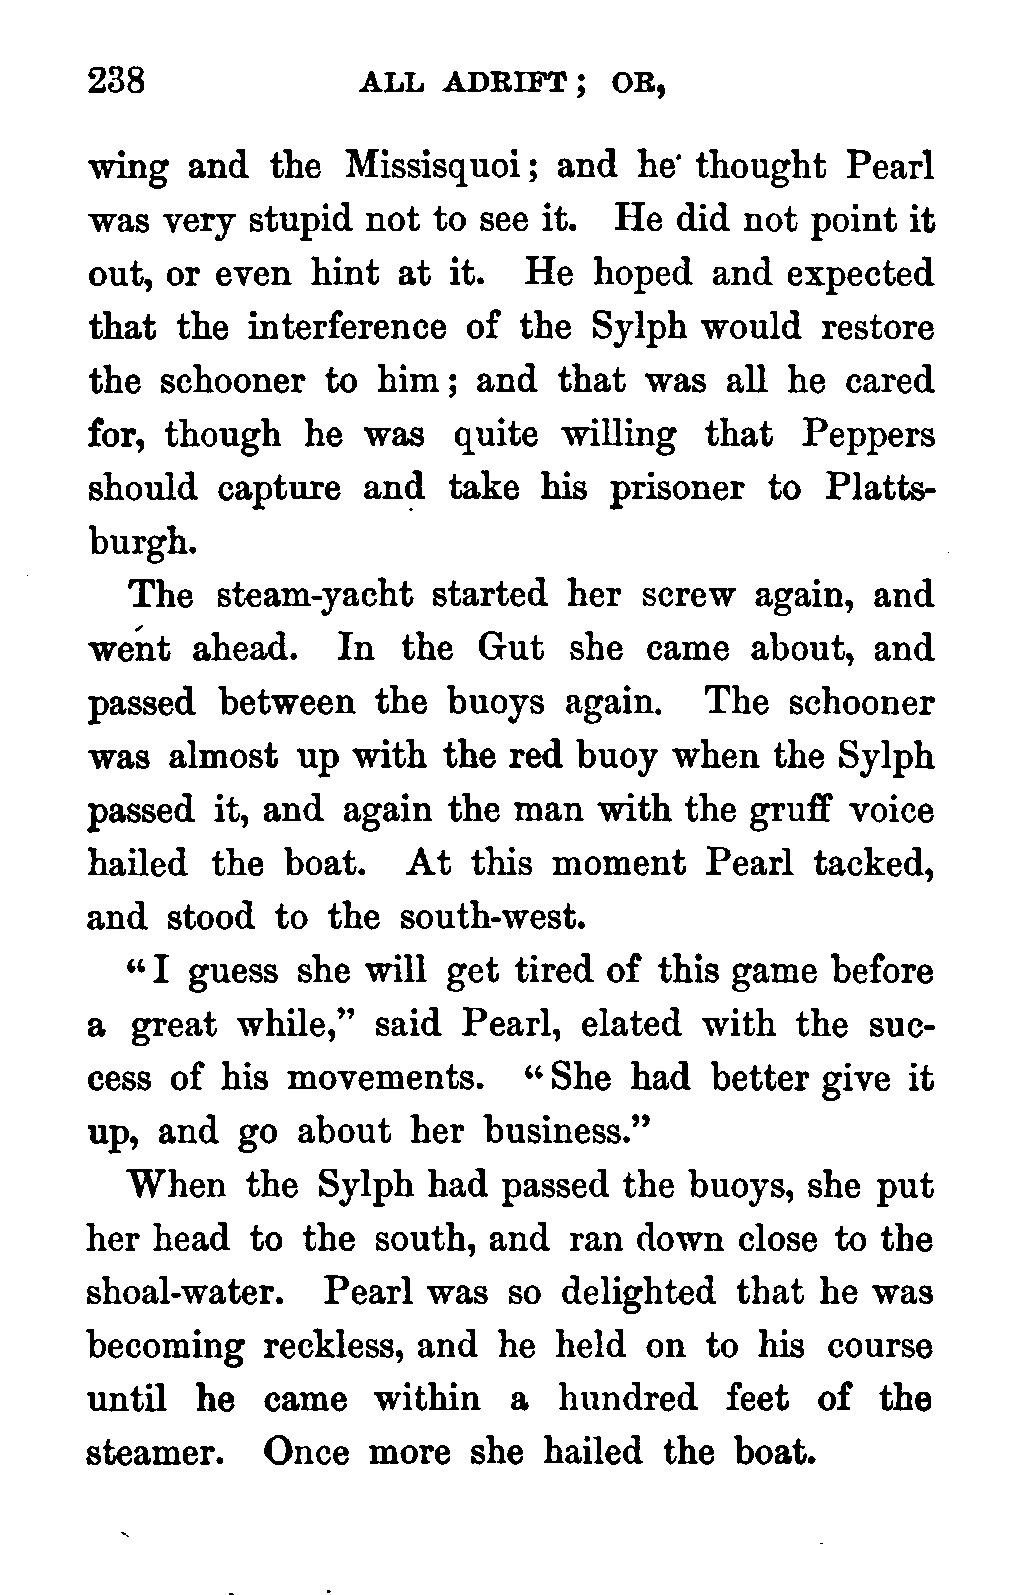 238 ALL ADRIFT; OR,
wing and the Missisquoi; and he thought Pearl
was very stupid not to see it. He did not point it
out, or even hint at it. He hoped and expected
that the interference of the Sylph would restore
the schooner to him; and that was all he cared
for, though he was quite willing that Peppers
should capture and take his prisoner to Platts-
burgh.
The steam-yacht started her screw again, and
went ahead. In the Gut she came about, and
passed between the buoys again. The schooner
was almost up with the red buoy when the Sylph
passed it, and again the man with the gruff voice
hailed the boat. At this moment Pearl tacked,
and stood to the south-west.
“I guess she will get tired of this game before
a great while,” said Pearl, elated with the suc-
cess of his movements. “She had better give it
up, and go about her business.”
When the Sylph had passed the buoys, she put
her head to the south, and ran down close to the
shoal-water. Pearl was so delighted that he was
becoming reckless, and he held on to his course
until he came within a hundred feet of the
steamer. Once more she hailed the boat.